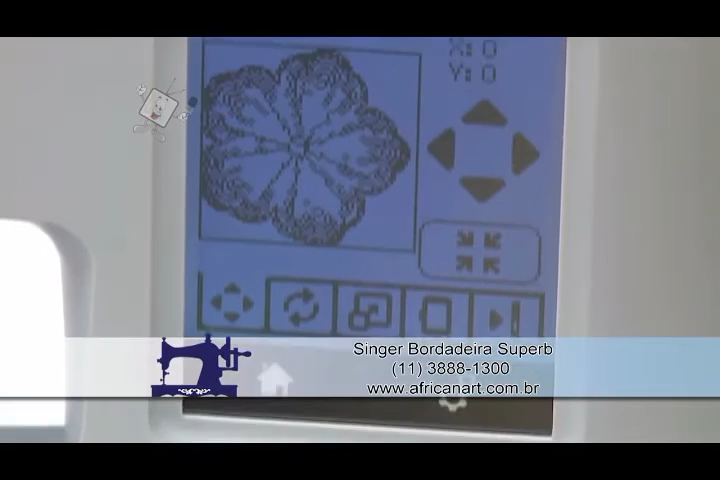 X: 0
Y: 0
Singer Bordadeira Superb
(11) 3888-1300
www.africanart.com.br